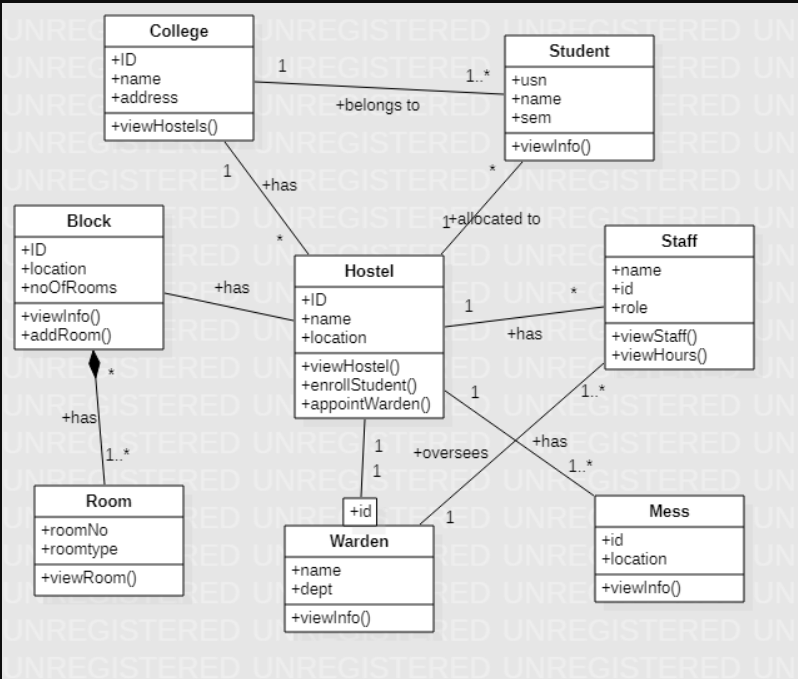 College
+ID
+name
+address
+viewHostels()
Student
+usn
+name
+sem
+viewInfo()
1
1..*
+belongs to
1
+has
*
*
1
+allocated to
Block
+ID
+location
+noOfRooms
+viewInfo()
+addRoom()
+has
Hostel
+ID
+name
+location
+viewHostel()
+enrollStudent()
+appointWarden()
Staff
+name
+id
+role
+viewStaff()
+viewHours()
1
*
+has
*
+has
1..*
1
1
1
+has
1..*
1..*
+oversees
1
Room
+roomNo
+roomtype
+viewRoom()
+id
Warden
+name
+dept
+viewInfo()
Mess
+id
+location
+viewInfo()
UNREGISTERED